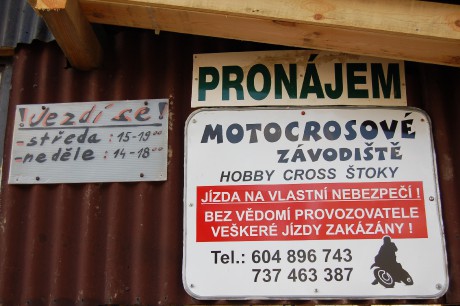 ! Jezdí se !
- středa : 15-19⁰⁰
- neděle : 14-18⁰⁰
PRONÁJEM
MOTOCROSOVÉ
ZÁVODIŠTĚ
HOBBY CROSS ŠTOKY
JÍZDA NA VLASTNÍ NEBEZPEČÍ !
BEZ VĚDOMÍ PROVOZOVATELE
VEŠKERÉ JÍZDY ZAKÁZÁNY !
Tel.: 604 896 743
737 463 387